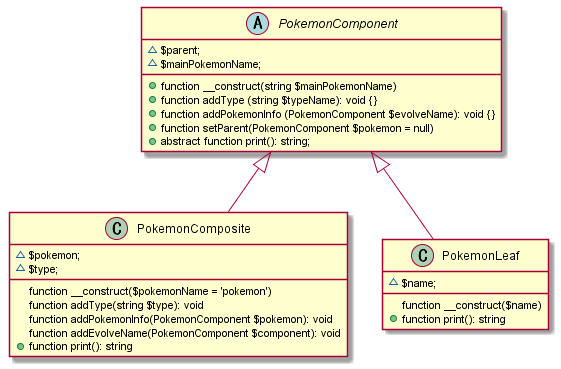 A PokemonComponent
$parent;
$mainPokemonName;
function __construct(string $mainPokemonName)
function addType (string $typeName): void {}
function addPokemonInfo (PokemonComponent $evolveName): void {}
function setParent(PokemonComponent $pokemon = null)
abstract function print(): string;
C PokemonComposite
$pokemon;
$type;
function __construct($pokemonName = 'pokemon')
function addType(string $type): void
function addPokemonInfo(PokemonComponent $pokemon): void
function addEvolveName(PokemonComponent $component): void
function print(): string
C PokemonLeaf
$name;
function __construct($name)
function print(): string